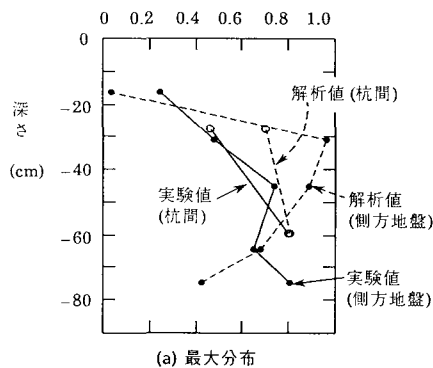 0 0.2 0.4 0.6 0.8 1.0
0
−20
−40
−60
−80
深さ
(cm)
解析値(杭間)
実験値
(杭間)
解析値
(側方地盤)
実験値
(側方地盤)
(a) 最大分布